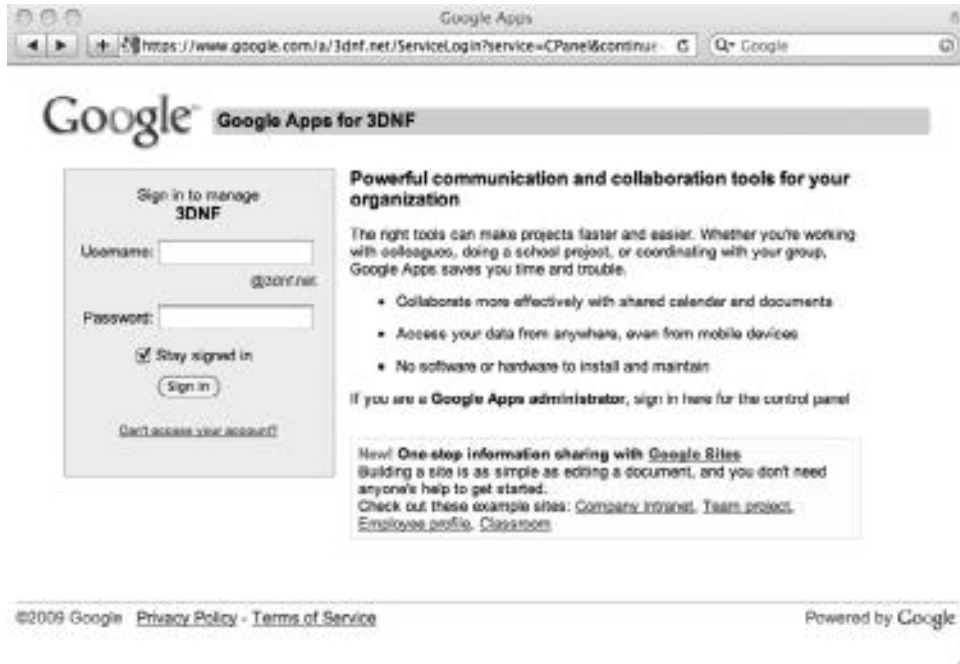 Google Apps
https://www.google.com/a/3dnf.net/ServiceLogin?service=CPanel&continue
Google
Google Google Apps for 3DNF
Sign in to manage
3DNF
Username:
@3dnf.net
Password:
Stay signed in
Sign in
Can't access your account?
Powerful communication and collaboration tools for your
organization
The right tools can make projects faster and easier. Whether you're working
with colleagues, doing a school project, or coordinating with your group,
Google Apps saves you time and trouble.
• Collaborate more effectively with shared calendar and documents
• Access your data from anywhere, even from mobile devices
• No software or hardware to install and maintain
If you are a Google Apps administrator, sign in here for the control panel
New! One-stop information sharing with Google Sites
Building a site is as simple as editing a document, and you don't need
anyone's help to get started.
Check out these example sites: Company intranet, Team project,
Employee profile, Classroom
©2009 Google Privacy Policy - Terms of Service
Powered by Google